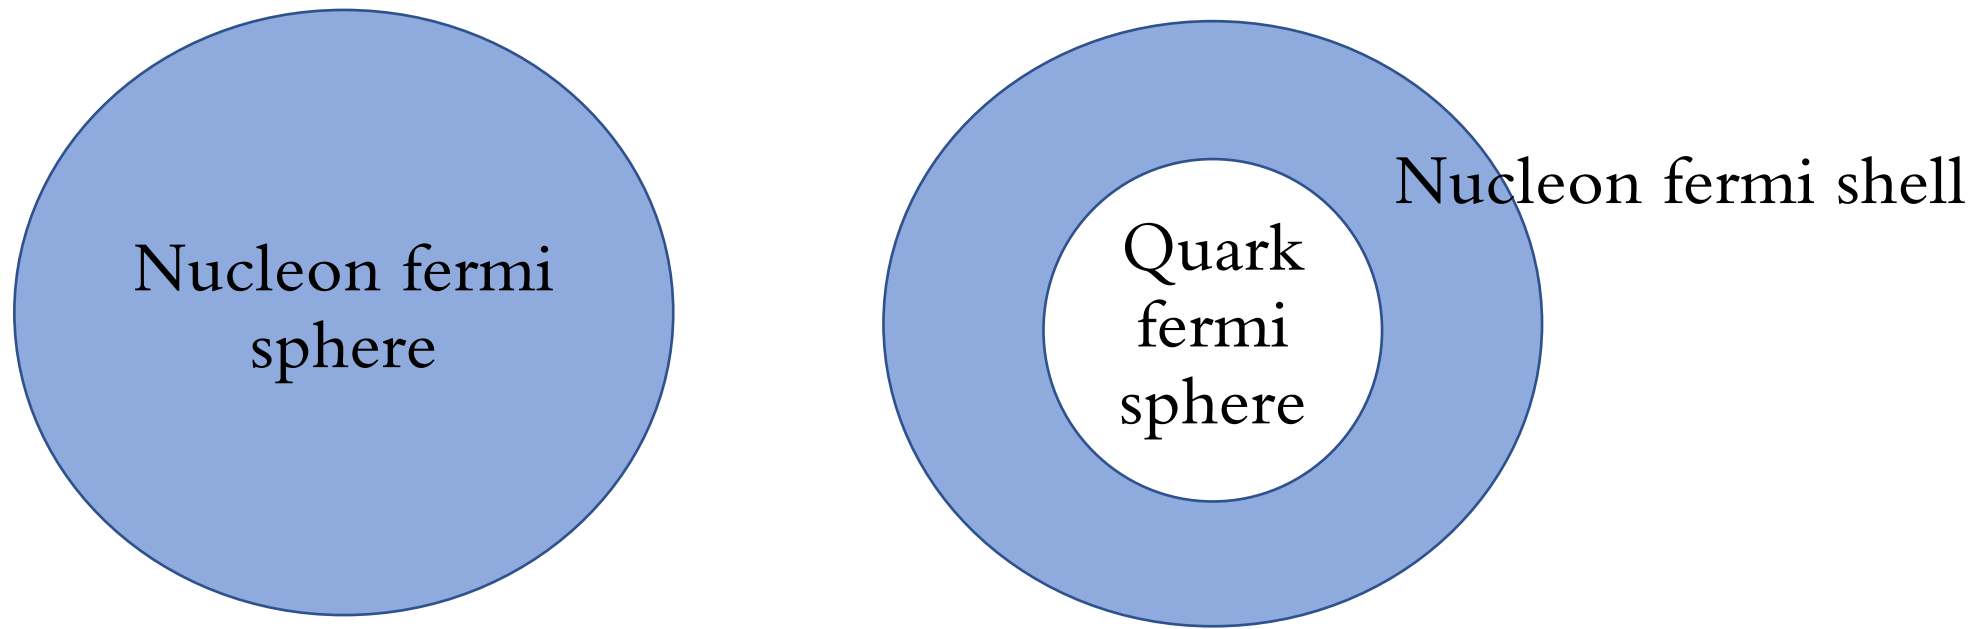 Nucleon fermi
sphere
Nucleon fermi shell
Quark
fermi
sphere